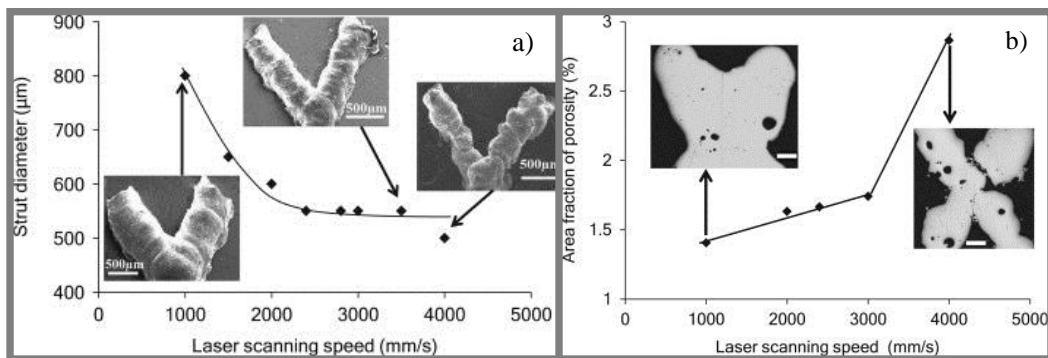 a)
900
800
700
600
500
400
Strut diameter (µm)
500µm
500µm
500µm
0
1000
2000
3000
4000
5000
Laser scanning speed (mm/s)
b)
3
2.5
2
1.5
1
Area fraction of porosity (%)
0
1000
2000
3000
4000
5000
Laser scanning speed (mm/s)